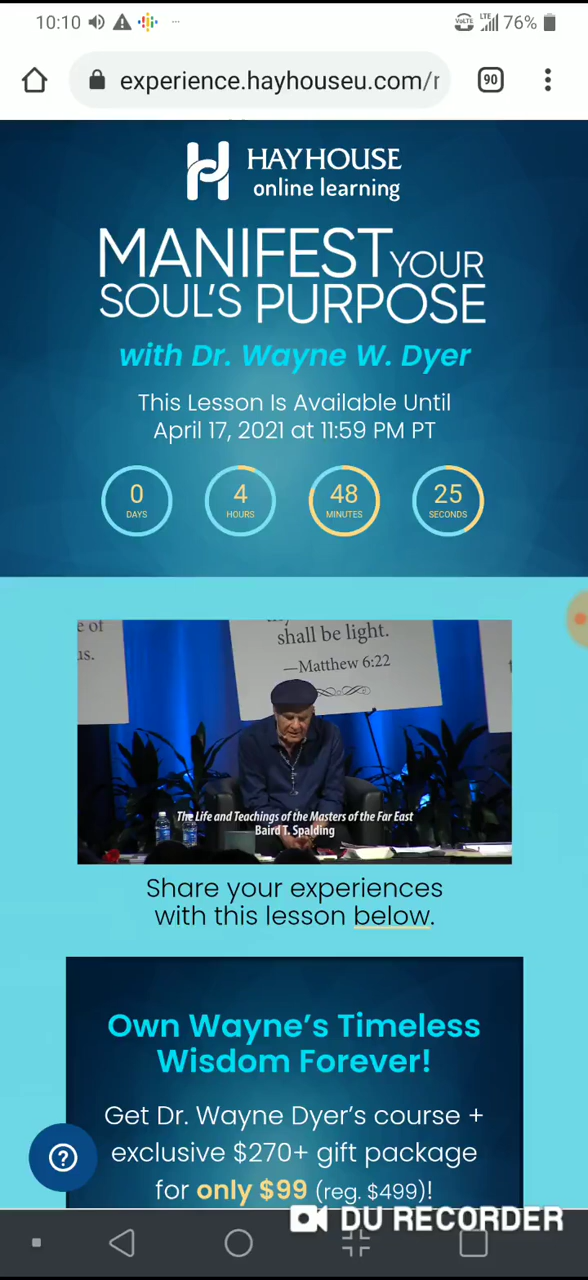 10:10
VoLTE LTE 76%
experience.hayhouseu.com/r
90
HAYHOUSE
online learning
MANIFEST YOUR
SOUL'S PURPOSE
with Dr. Wayne W. Dyer
This Lesson Is Available Until
April 17, 2021 at 11:59 PM PT
0 4 48 25
DAYS HOURS MINUTES SECONDS
e of
us.
shall be light.
—Matthew 6:22
The Life and Teachings of the Masters of the Far East
Baird T. Spalding
Share your experiences
with this lesson below.
Own Wayne's Timeless
Wisdom Forever!
Get Dr. Wayne Dyer's course +
exclusive $270+ gift package
for only $99 (reg. $499)!
DU RECORDER